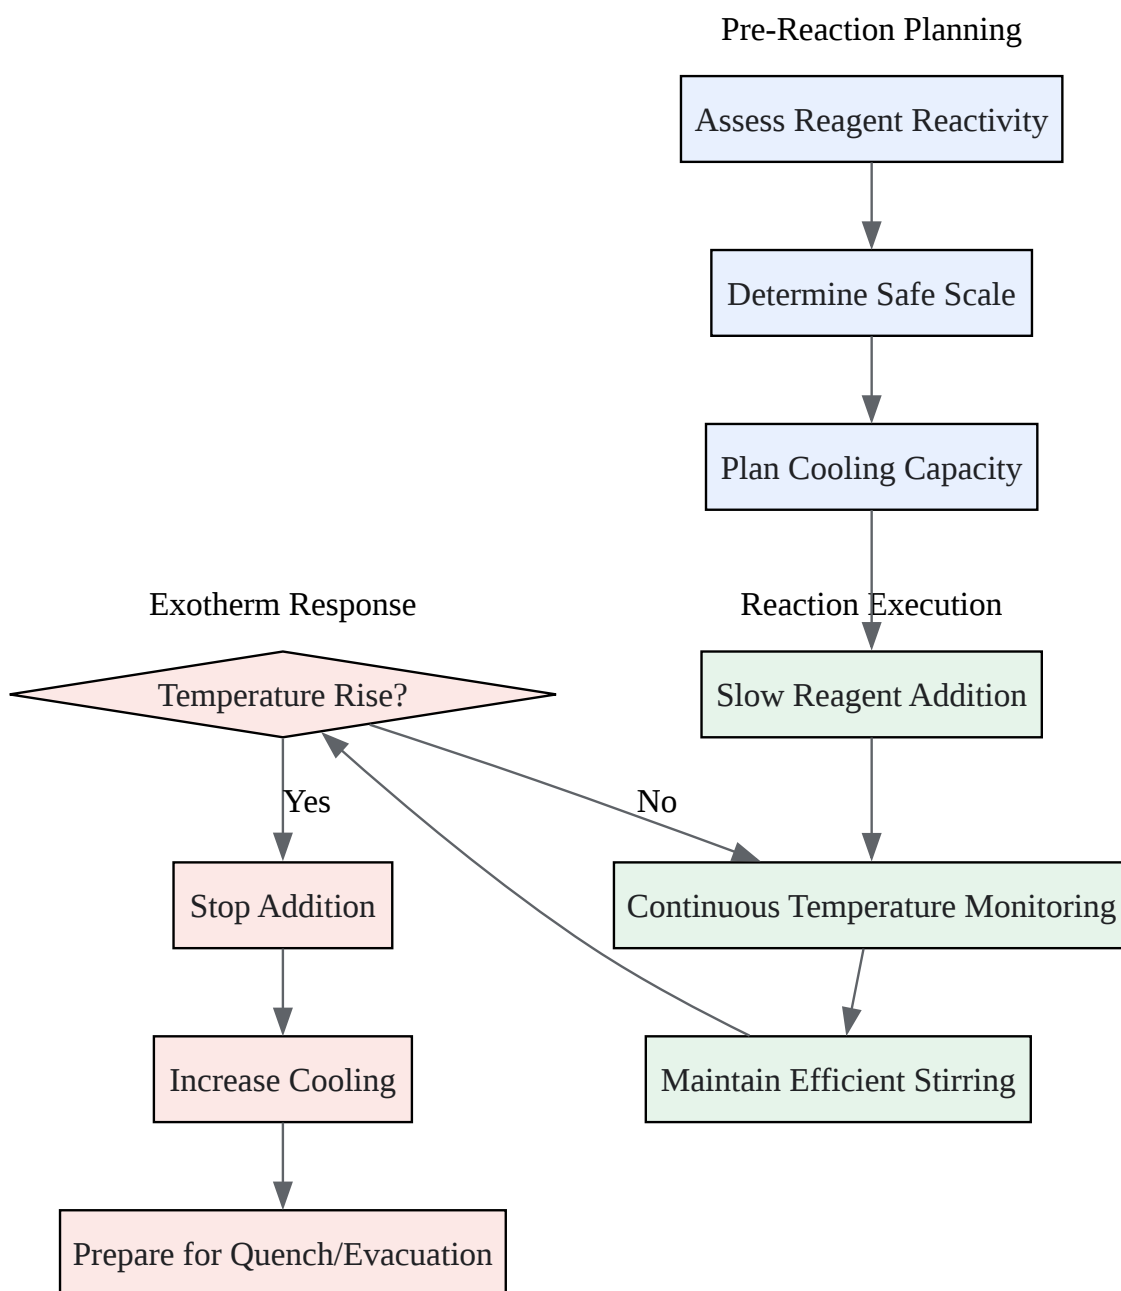 Pre-Reaction Planning
Assess Reagent Reactivity
Determine Safe Scale
Plan Cooling Capacity
Exotherm Response
Reaction Execution
Temperature Rise?
Slow Reagent Addition
Yes
No
Stop Addition
Continuous Temperature Monitoring
Increase Cooling
Maintain Efficient Stirring
Prepare for Quench/Evacuation